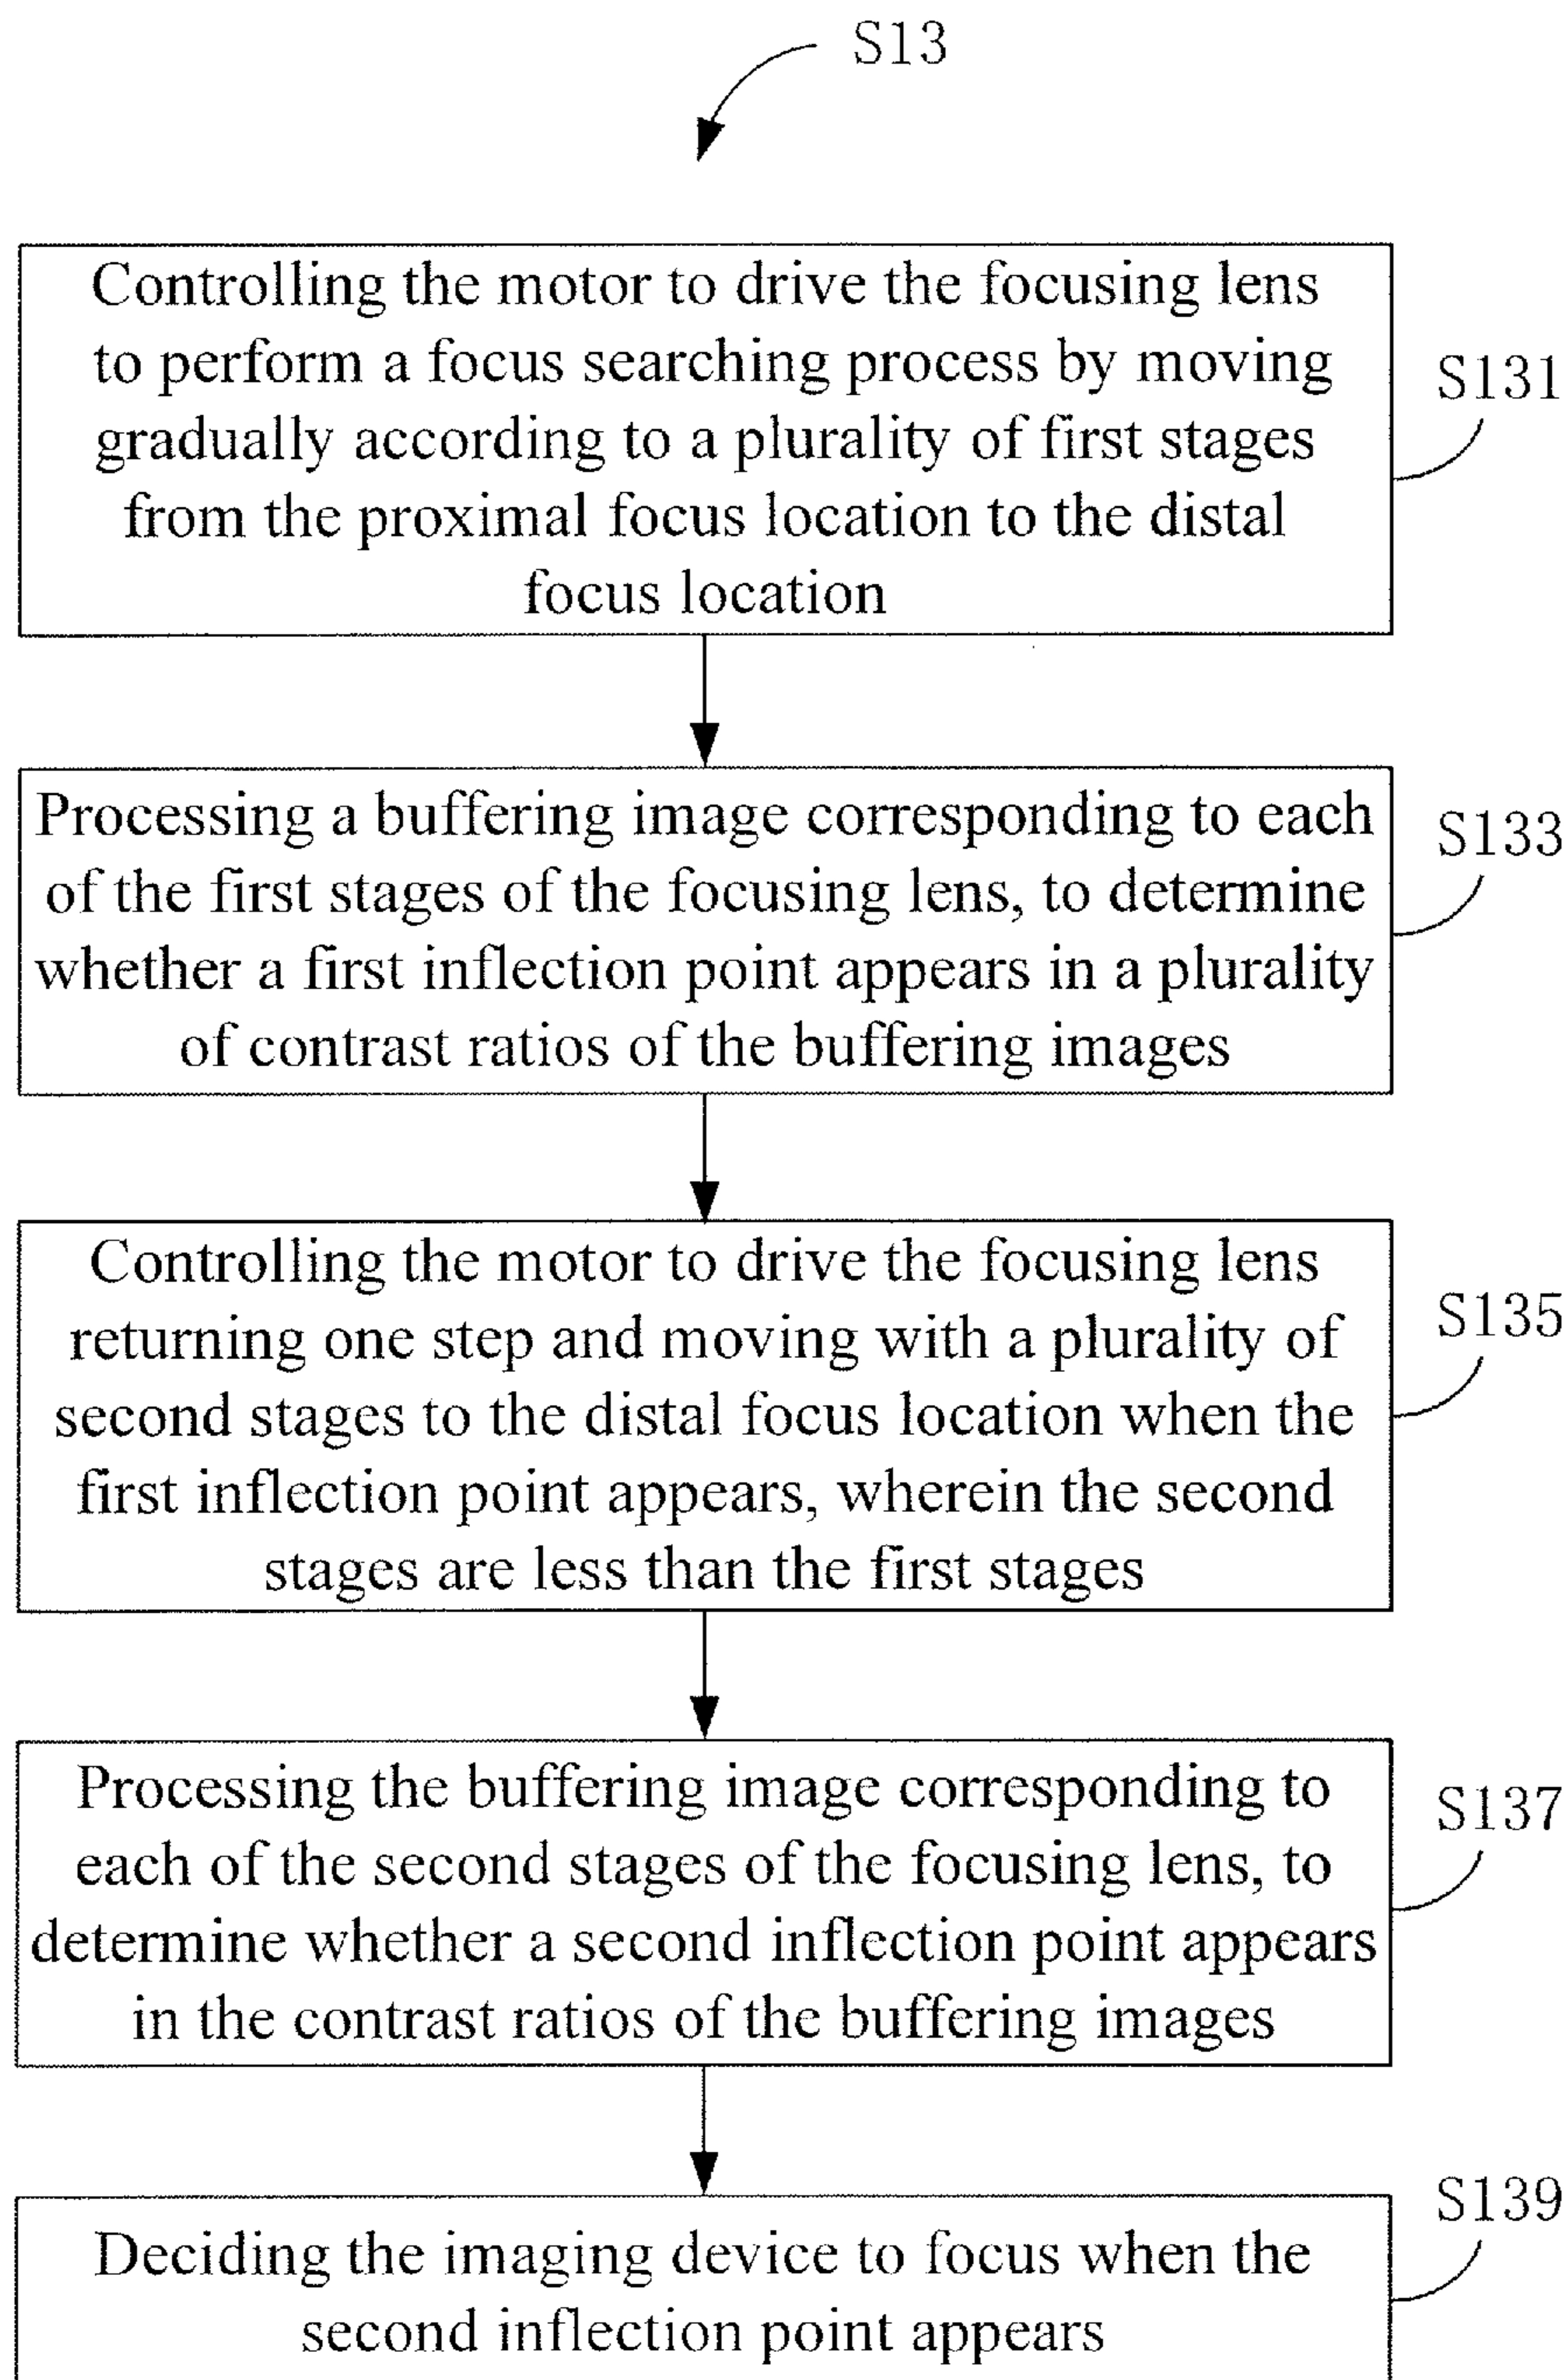 S13
Controlling the motor to drive the focusing lens
to perform a focus searching process by moving
gradually according to a plurality of first stages
from the proximal focus location to the distal
focus location
S131
Processing a buffering image corresponding to each
of the first stages of the focusing lens, to determine
whether a first inflection point appears in a plurality
of contrast ratios of the buffering images
S133
Controlling the motor to drive the focusing lens
returning one step and moving with a plurality of
second stages to the distal focus location when the
first inflection point appears, wherein the second
stages are less than the first stages
S135
Processing the buffering image corresponding to
each of the second stages of the focusing lens, to
determine whether a second inflection point appears
in the contrast ratios of the buffering images
S137
Deciding the imaging device to focus when the
second inflection point appears
S139